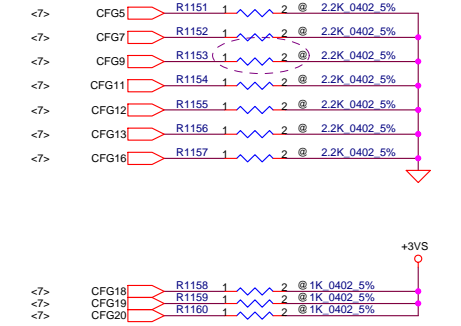 <7> CFG5 R1151 1 2 @ 2.2K_0402_5%
<7> CFG7 R1152 1 2 @ 2.2K_0402_5%
<7> CFG9 R1153 1 2 @ 2.2K_0402_5%
<7> CFG11 R1154 1 2 @ 2.2K_0402_5%
<7> CFG12 R1155 1 2 @ 2.2K_0402_5%
<7> CFG13 R1156 1 2 @ 2.2K_0402_5%
<7> CFG16 R1157 1 2 @ 2.2K_0402_5%
+3VS
<7> CFG18 R1158 1 2 @ 1K_0402_5%
<7> CFG19 R1159 1 2 @ 1K_0402_5%
<7> CFG20 R1160 1 2 @ 1K_0402_5%